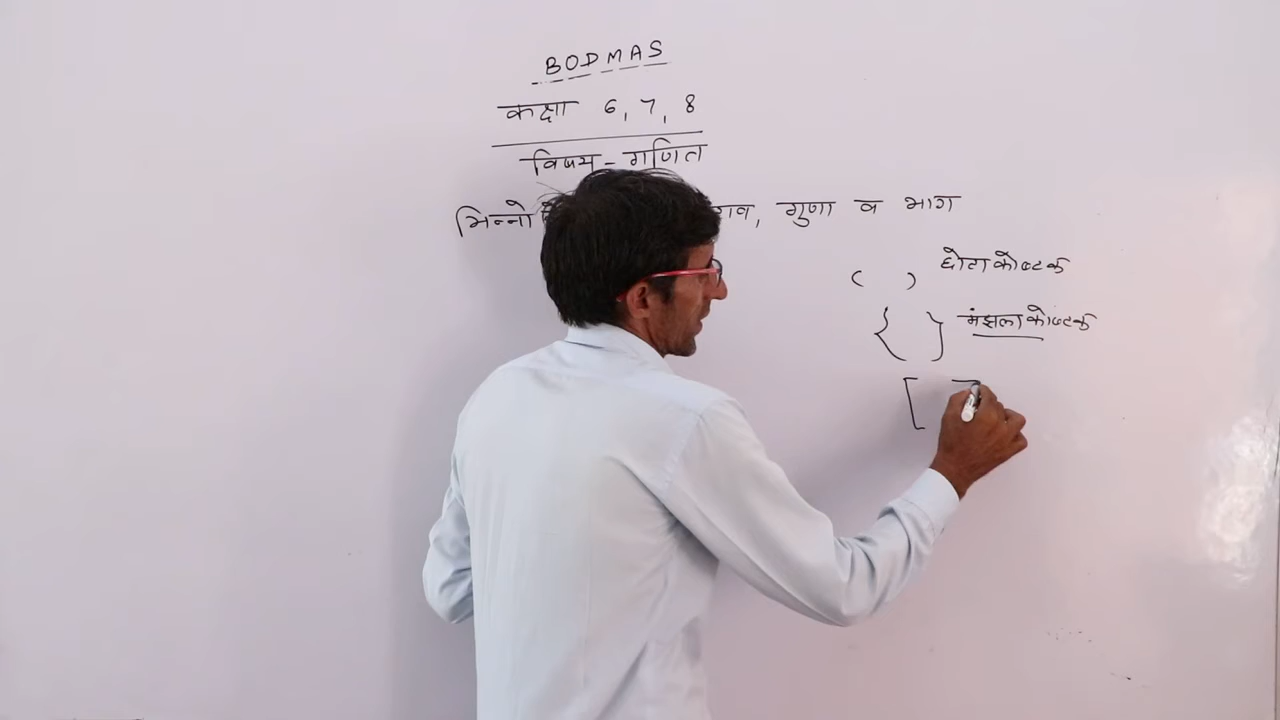 BODMAS
कक्षा 6, 7, 8
विषय - गणित
भिन्नो व, गुणा व भाग
( ) छोटा कोष्टक
{ } मंझला कोष्टक
[